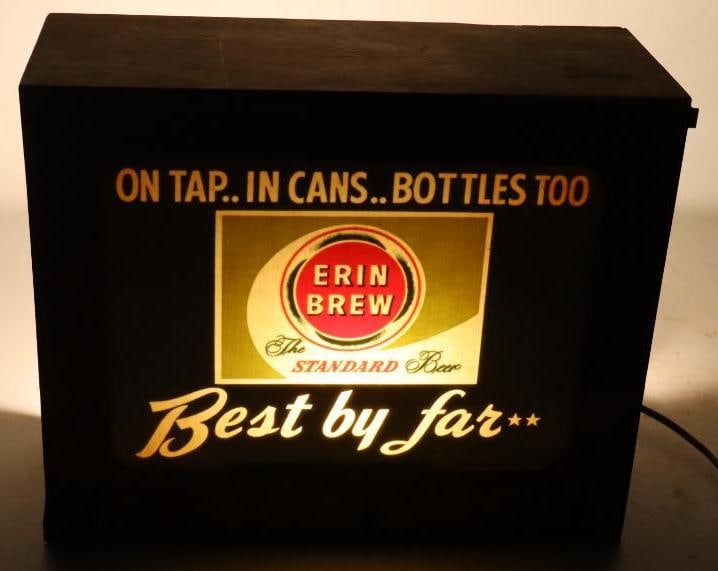 ON TAP.. IN CANS.. BOTTLES TOO
ERIN
BREW
The
STANDARD Beer
Best by far**